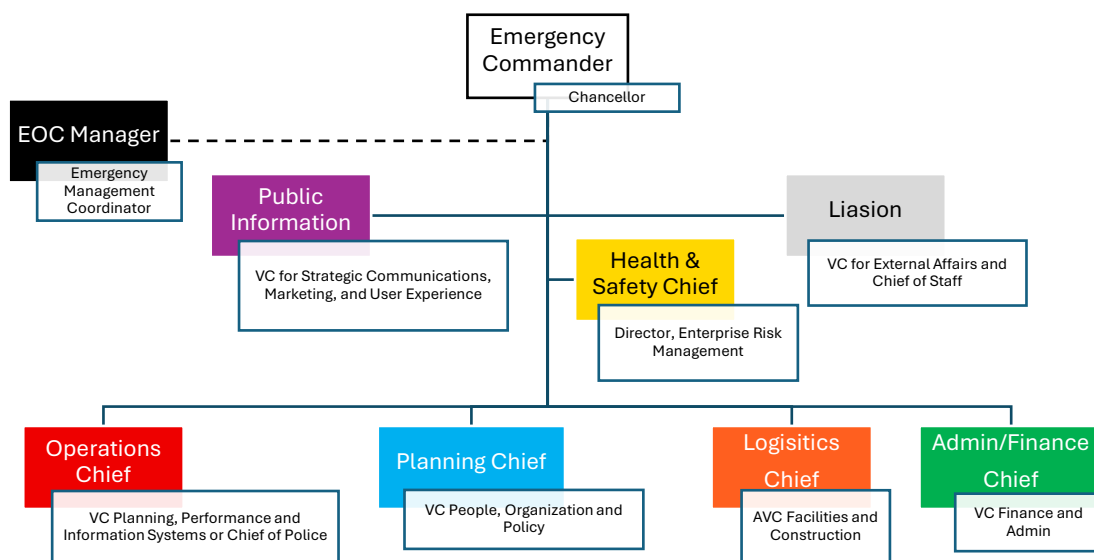 Emergency
Commander
Chancellor
EOC Manager
Emergency
Management
Coordinator
Public
Information
VC for Strategic Communications,
Marketing, and User Experience
Liasion
VC for External Affairs and
Chief of Staff
Health &
Safety Chief
Director, Enterprise Risk
Management
Operations
Chief
VC Planning, Performance and
Information Systems or Chief of Police
Planning Chief
VC People, Organization and
Policy
Logisitics
Chief
AVC Facilities and
Construction
Admin/Finance
Chief
VC Finance and
Admin